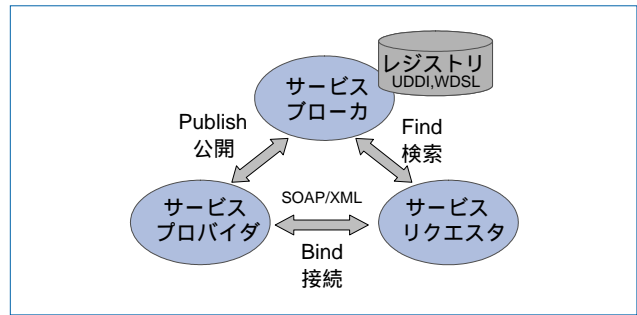 レジストリ
UDDI,WDSL
サービス
ブローカ
Publish
公開
Find
検索
サービス
プロバイダ
SOAP/XML
サービス
リクエスタ
Bind
接続